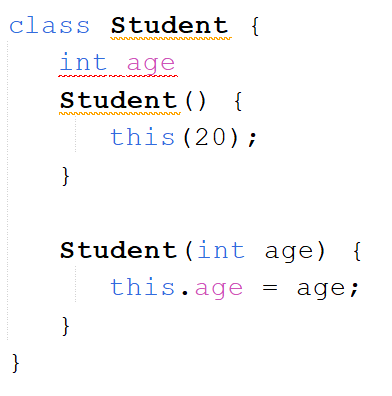 class Student {
int age
Student() {
this(20);
}
Student(int age) {
this.age = age;
}
}